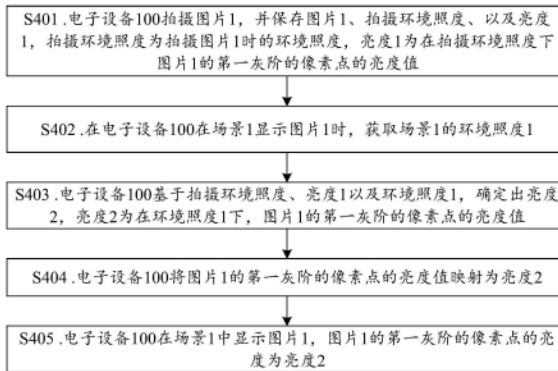 S401.电子设备100拍摄图片1，并保存图片1、拍摄环境照度、以及亮度
1，拍摄环境照度为拍摄图片1时的环境照度，亮度1为在拍摄环境照度下
图片1的第一灰阶的像素点的亮度值
S402.在电子设备100在场景1显示图片1时，获取场景1的环境照度1
S403.电子设备100基于拍摄环境照度、亮度1以及环境照度1，确定出亮度
2，亮度2为在环境照度1下，图片1的第一灰阶的像素点的亮度值
S404.电子设备100将图片1的第一灰阶的像素点的亮度值映射为亮度2
S405.电子设备100在场景1中显示图片1，图片1的第一灰阶的像素点的亮
度为亮度2